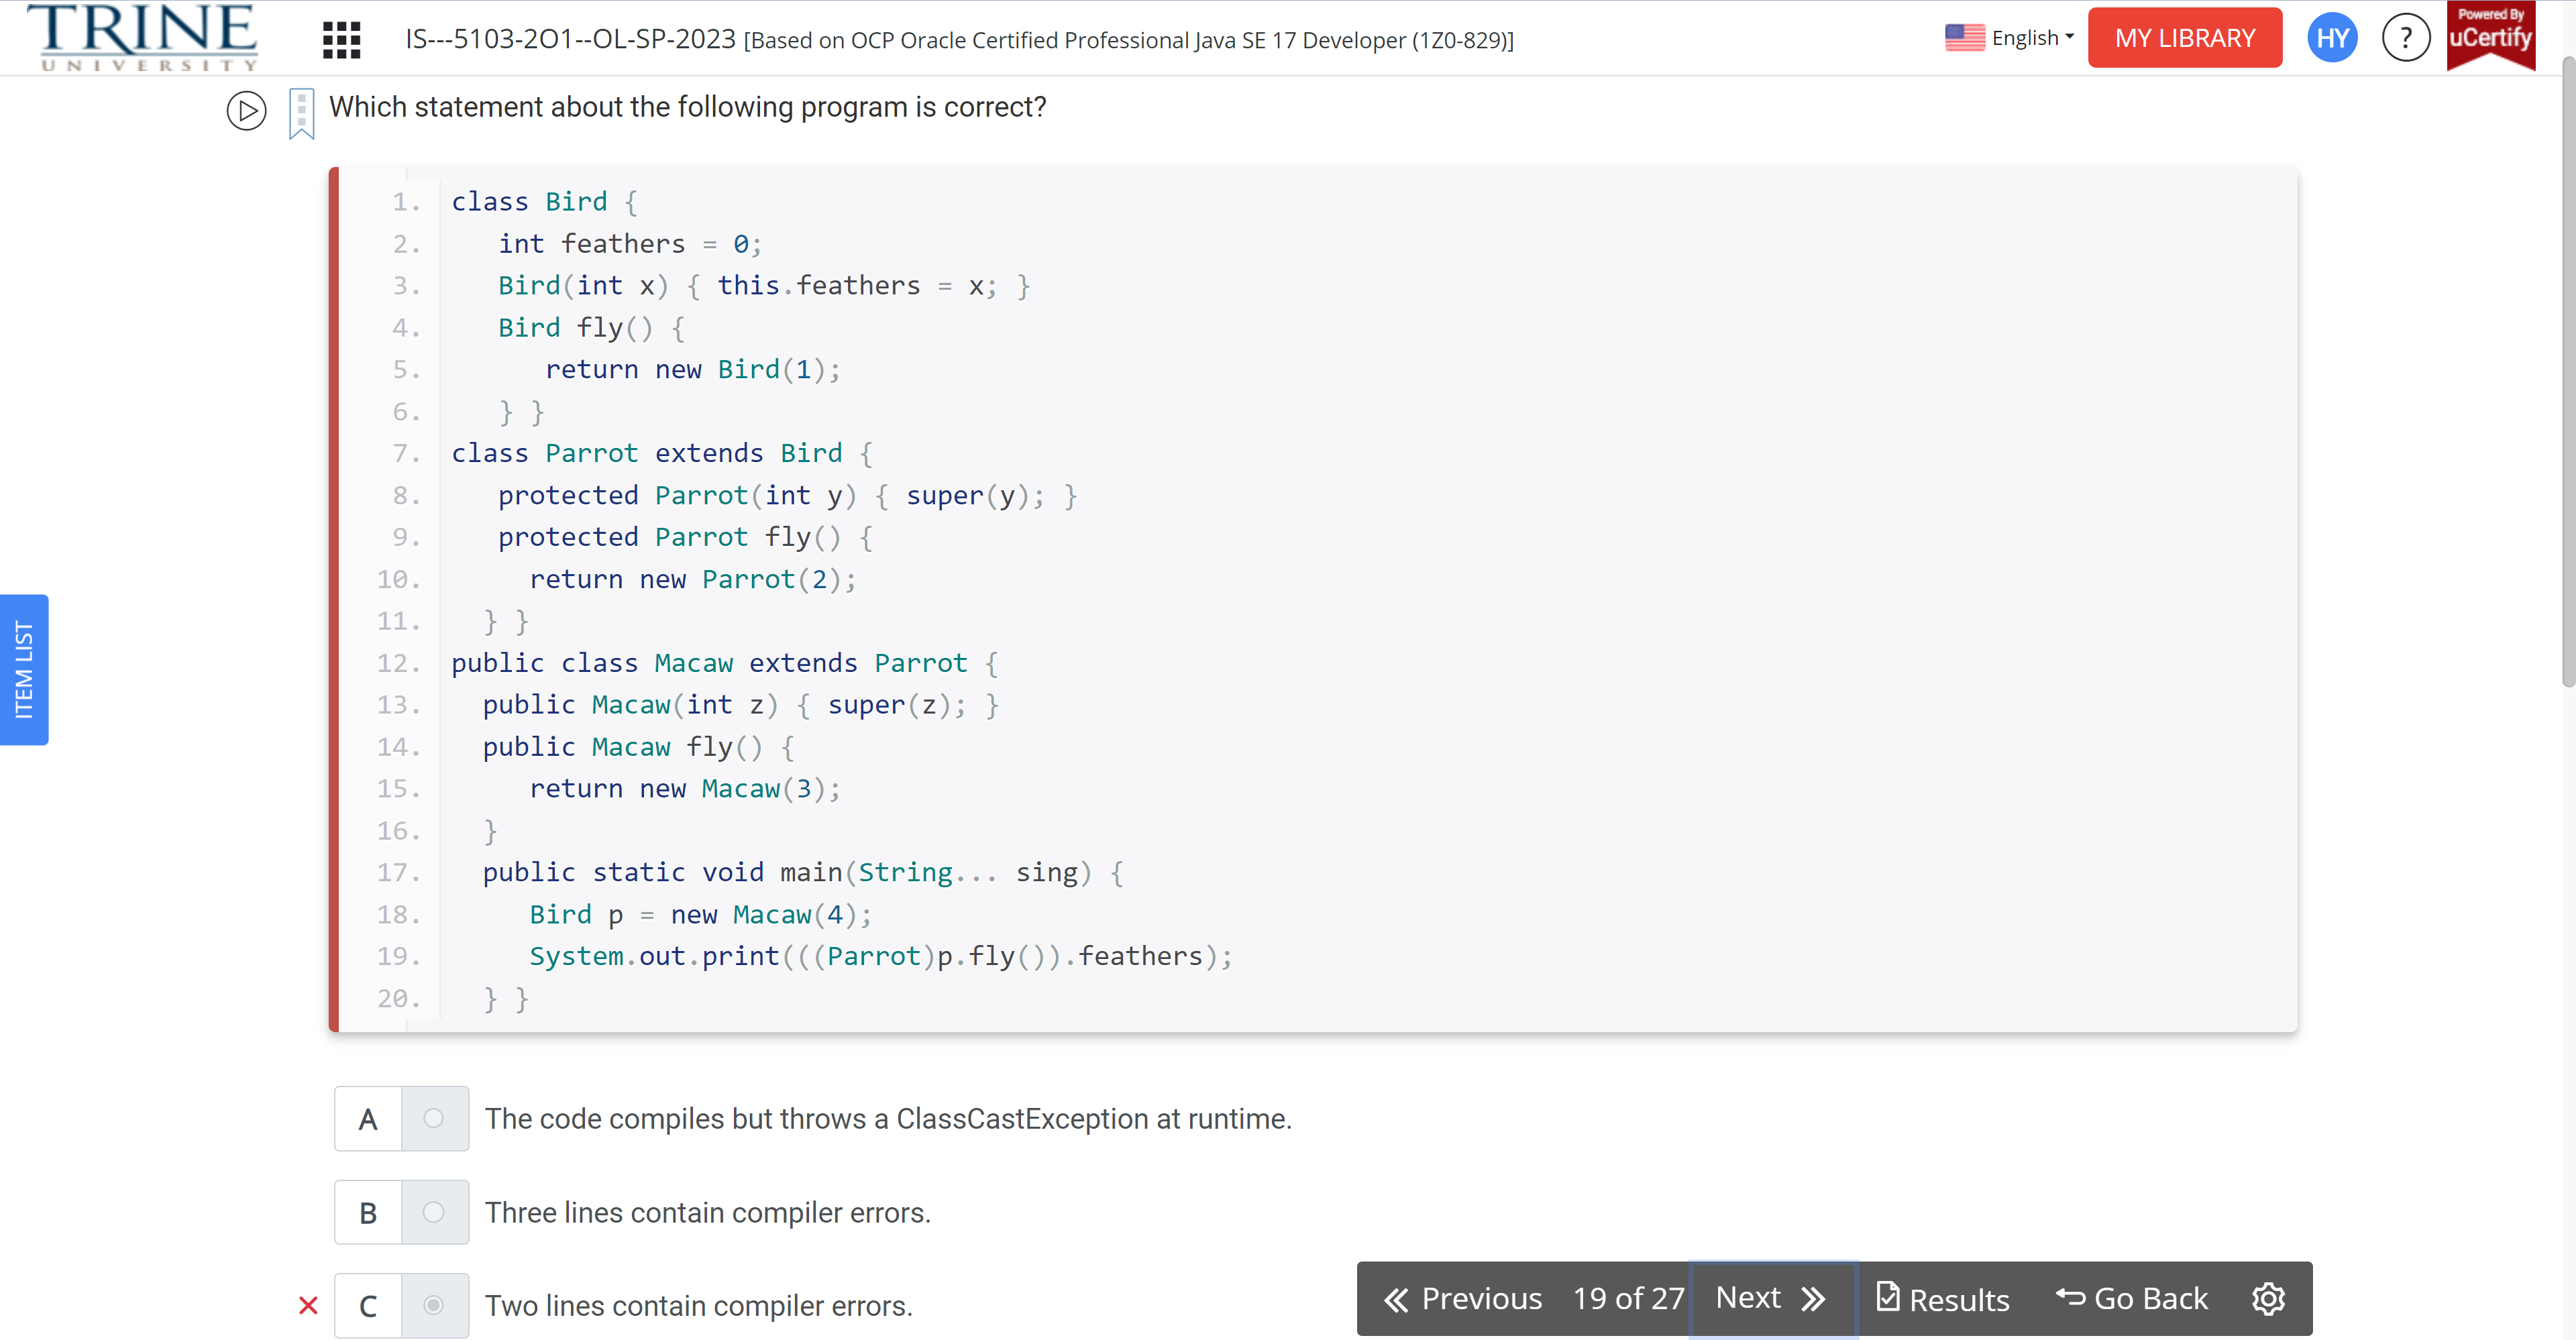 TRINE
UNIVERSITY
IS---5103-2O1--OL-SP-2023 [Based on OCP Oracle Certified Professional Java SE 17 Developer (1Z0-829)]
English
MY LIBRARY
HY
?
Powered By
uCertify
Which statement about the following program is correct?
1. class Bird {
2. int feathers = 0;
3. Bird(int x) { this.feathers = x; }
4. Bird fly() {
5. return new Bird(1);
6. } }
7. class Parrot extends Bird {
8. protected Parrot(int y) { super(y); }
9. protected Parrot fly() {
10. return new Parrot(2);
11. } }
12. public class Macaw extends Parrot {
13. public Macaw(int z) { super(z); }
14. public Macaw fly() {
15. return new Macaw(3);
16. }
17. public static void main(String... sing) {
18. Bird p = new Macaw(4);
19. System.out.print(((Parrot)p.fly()).feathers);
20. } }
ITEM LIST
A The code compiles but throws a ClassCastException at runtime.
B Three lines contain compiler errors.
C Two lines contain compiler errors.
Previous 19 of 27 Next Results Go Back